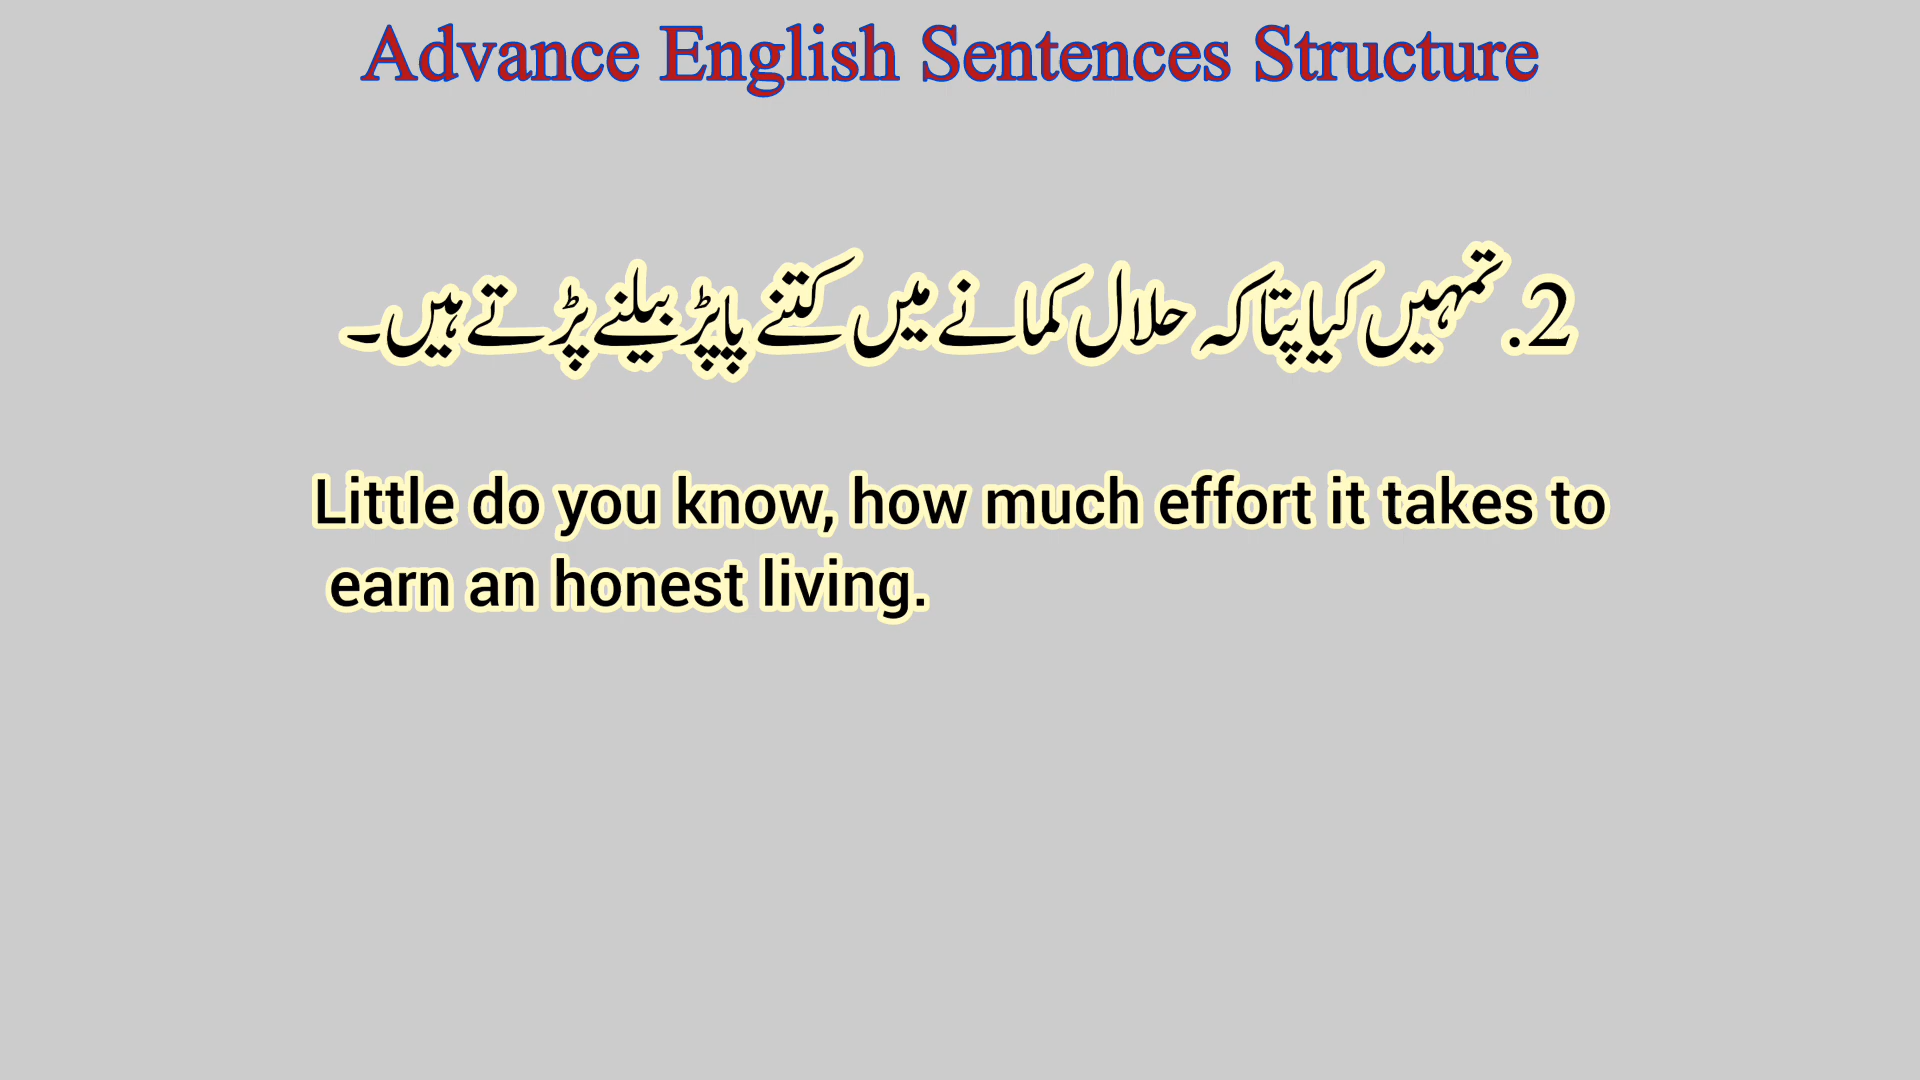 Advance English Sentences Structure
2. تمہیں کیا پتا کہ حلال کمانے میں کتنے پاپڑ بیلنے پڑتے ہیں۔
Little do you know, how much effort it takes to
earn an honest living.